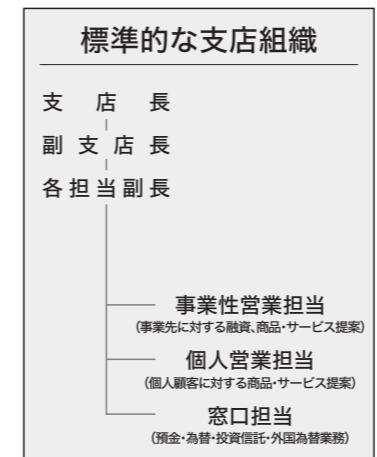 標準的な支店組織
支店長
副支店長
各担当副長
事業性営業担当
(事業先に対する融資、商品・サービス提案)
個人営業担当
(個人顧客に対する商品・サービス提案)
窓口担当
(預金・為替・投資信託・外国為替業務)